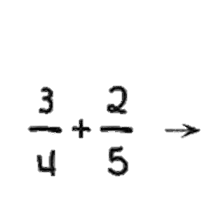 3/4 + 2/5 →